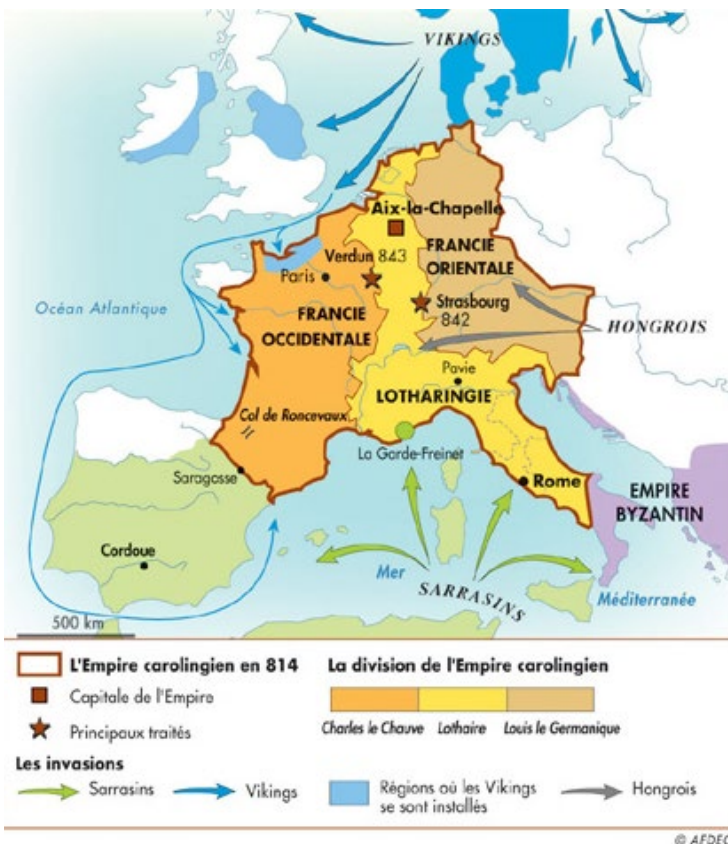 VIKINGS
Aix-la-Chapelle
Verdun 843
FRANCIE
ORIENTALE
Paris
Strasbourg
842
Océan Atlantique
FRANCIE
OCCIDENTALE
HONGROIS
Pavie
LOTHARINGIE
Col de Roncevaux
La Garde-Freinet
Saragosse
Rome
EMPIRE
BYZANTIN
Cordoue
Mer
SARRASINS
Méditerranée
500 km
L'Empire carolingien en 814
Capitale de l'Empire
Principaux traités
La division de l'Empire carolingien
Charles le Chauve Lothaire Louis le Germanique
Les invasions
Sarrasins
Vikings
Régions où les Vikings
se sont installés
Hongrois
© AFDEC